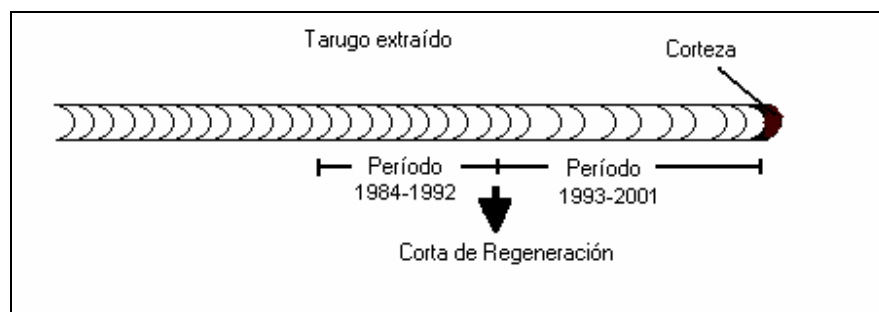 Tarugo extraído
Corteza
Período
1984-1992
Período
1993-2001
Corta de Regeneración